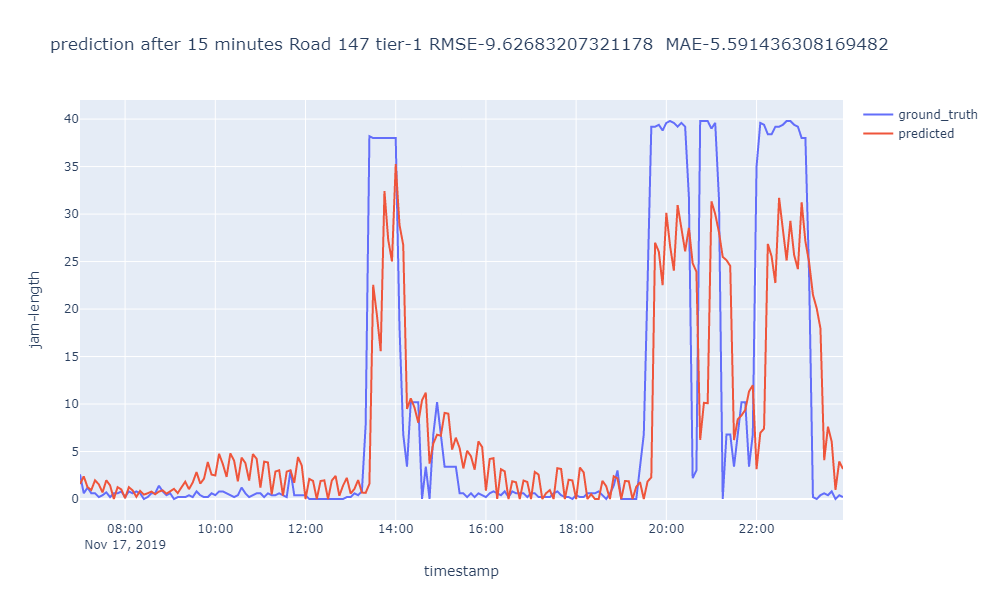 prediction after 15 minutes Road 147 tier-1 RMSE-9.62683207321178  MAE-5.591436308169482
ground_truth
predicted
jam-length
40
35
30
25
20
15
10
5
0
08:00 10:00 12:00 14:00 16:00 18:00 20:00 22:00
Nov 17, 2019
timestamp